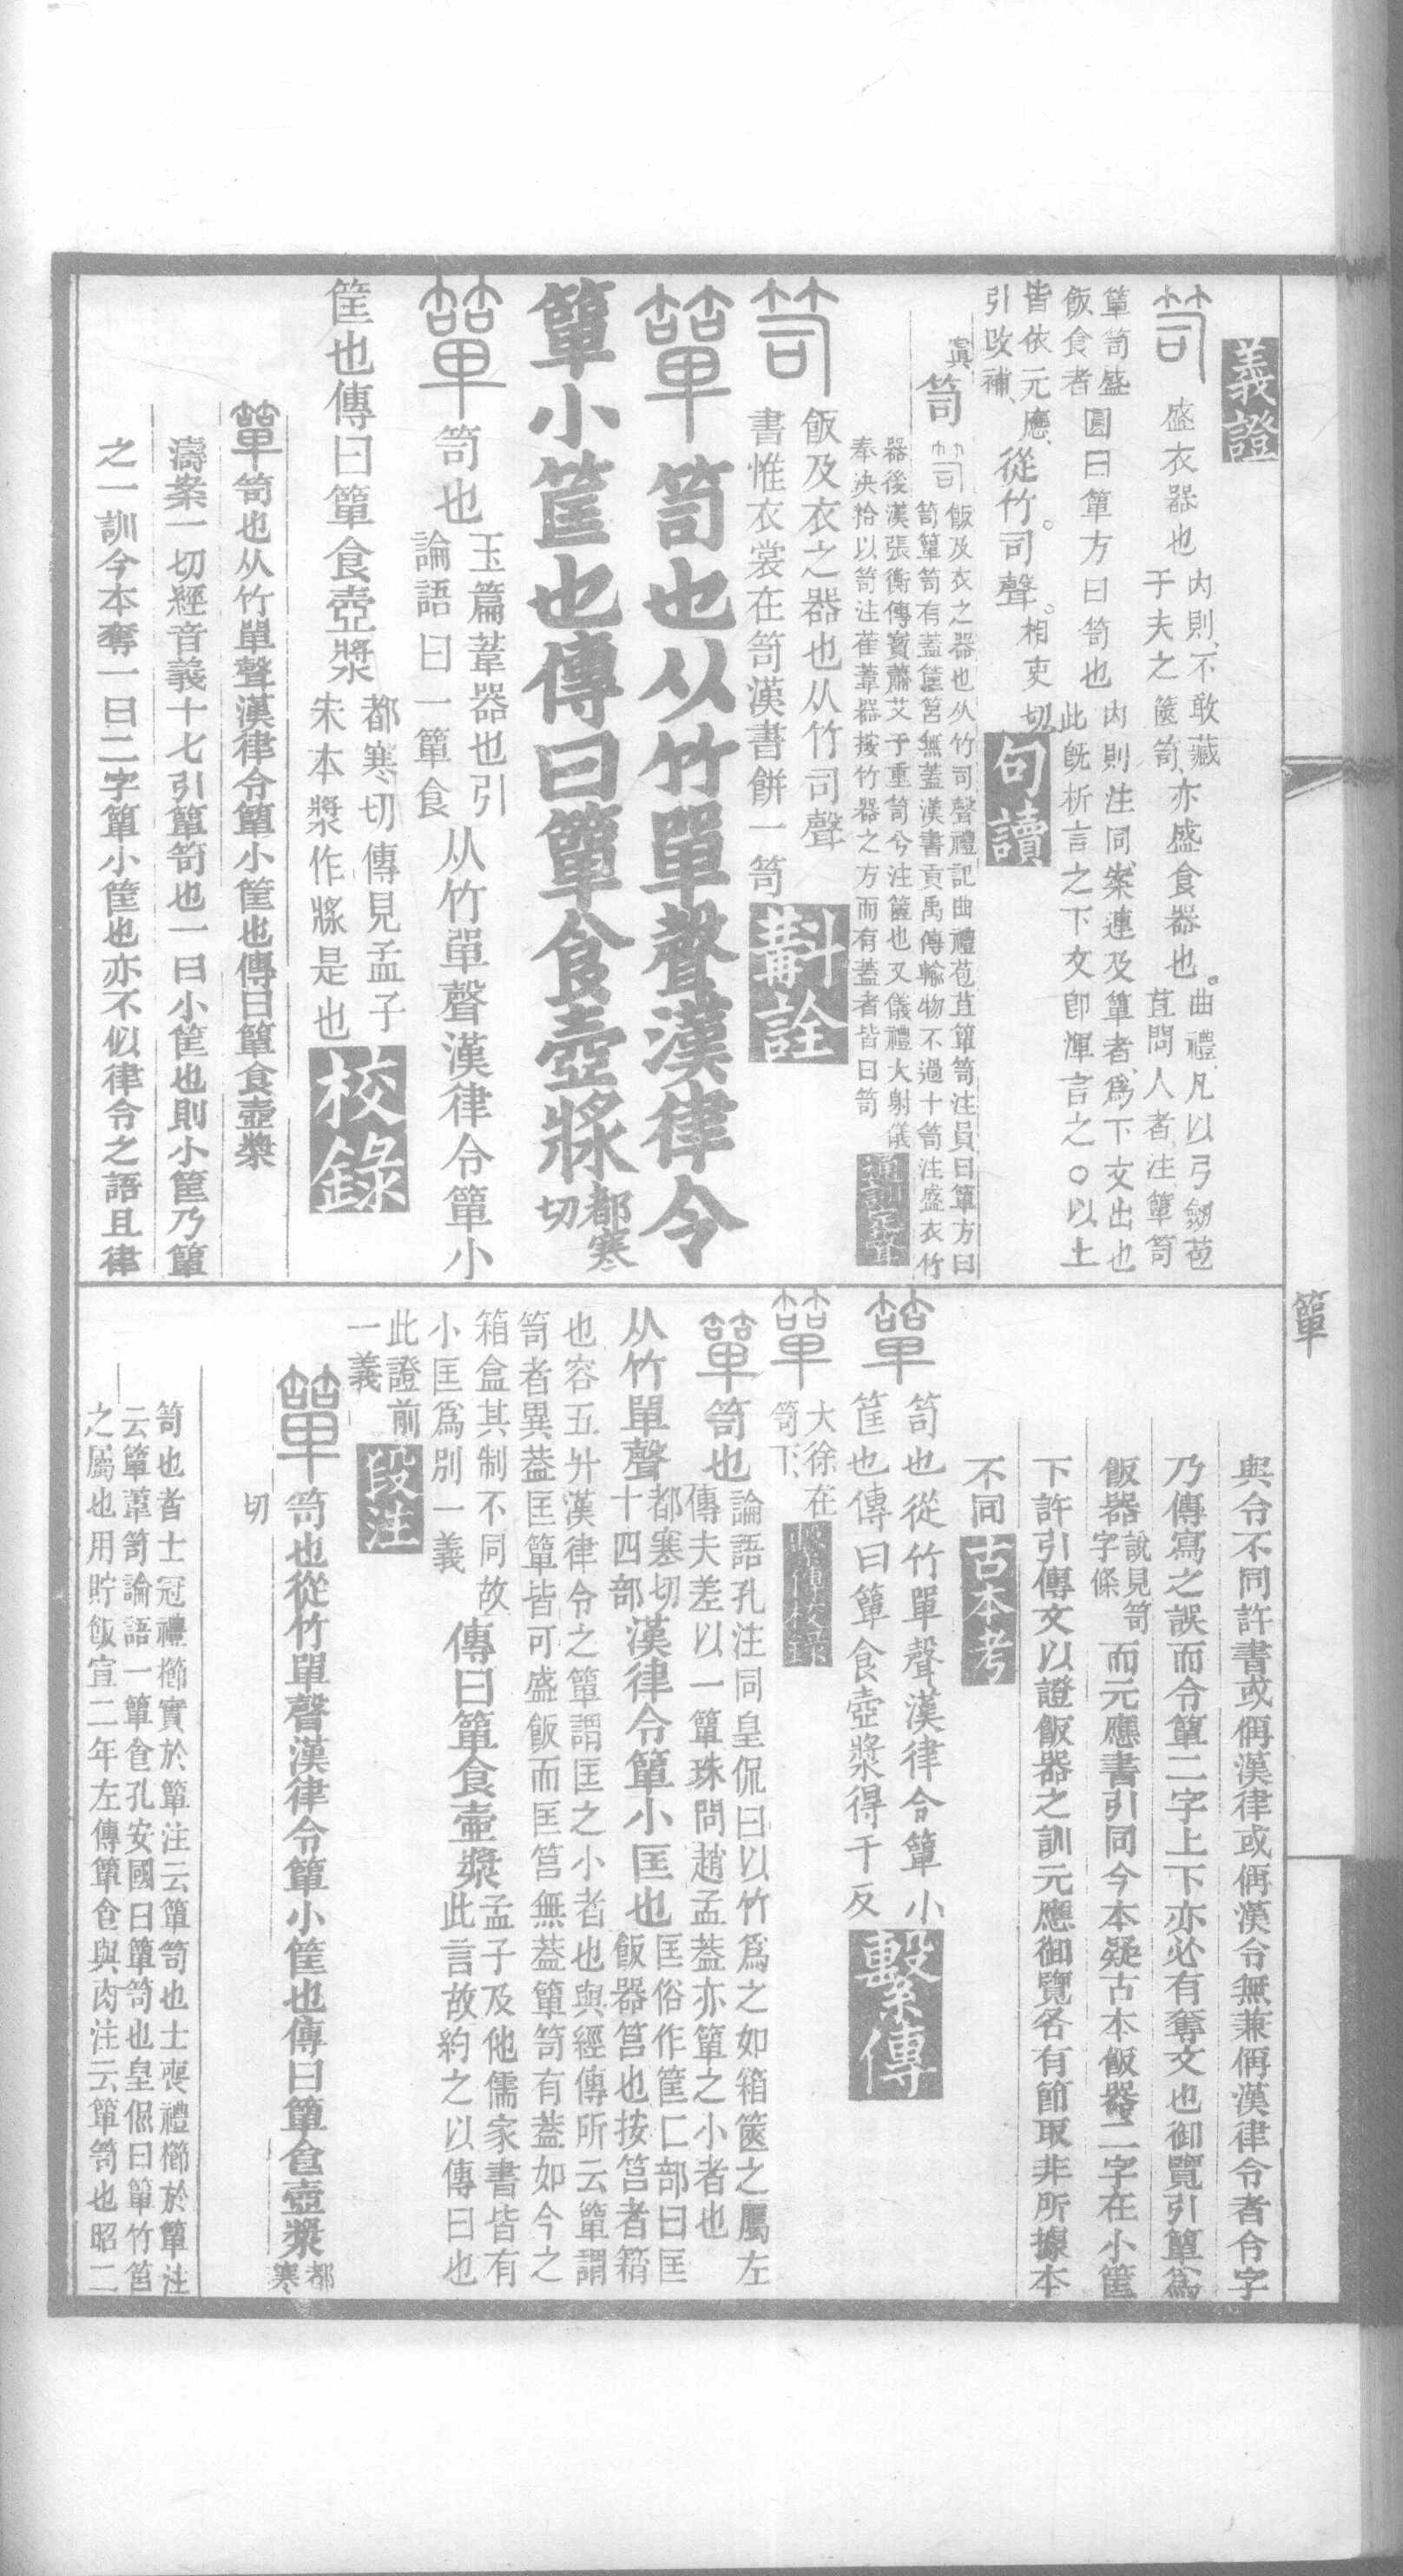 義證
笥 盛衣器也 內則、不敢藏、亦盛食器也。曲禮、凡以弓劒苞
于夫之篋笥、苴問人者注、簞笥
簞笥盛飯食者圓曰簞方曰笥也 內則注同、案連及簞者、爲下文出也
此旣析言之下文卽渾言之○以上
皆依元應引改補、從竹。司聲。相吏切 句讀
笥 飯及衣之器也从竹司聲禮記曲禮苞苴簞笥注員曰簞方曰
笥簞笥有蓋筐筥無蓋漢書貢禹傳輸物不過十笥注盛衣竹
器後漢張衡傳寶蕭艾于重笥兮注篋也又儀禮大射儀
奉決拾以笥注萑葦器按竹器之方而有蓋者皆曰笥
笥 飯及衣之器也从竹司聲
書惟衣裳在笥漢書餅一笥 斠詮
簞 笥也从竹單聲漢律令
簞小筐也傳曰簞食壺漿 都寒切
簞 笥也 玉篇葦器也引論語曰一簞食 从竹單聲漢律令簞小
筐也傳曰簞食壺漿 都寒切傳見孟子朱本漿作㢡是也 校錄
簞笥也从竹單聲漢律令簞小筐也傳曰簞食壺漿
濤案一切經音義十七引簞笥也一曰小筐也則小筐乃簞
之一訓今本奪一曰二字簞小筐也亦不似律令之語且律
簞
與令不同許書或偁漢律或偁漢令無兼偁漢律令者令字
乃傳寫之誤而令簞二字上下亦必有奪文也御覽引簞爲
飯器 說見笥字條 而元應書引同今本疑古本飯器二字在小筐
下許引傳文以證飯器之訓元應御覽各有節取非所據本
不同 古本考
簞 笥也從竹單聲漢律令簞小
筐也傳曰簞食壺漿得千反 繫傳
簞 大徐在笥下、 繫傳校錄
簞 笥也 論語孔注同皇侃曰以竹爲之如箱篋之屬左
傳夫差以一簞珠問趙孟蓋亦簞之小者也
从竹單聲 都寒切十四部 漢律令簞小匡也 匡俗作筐匚部曰匡飯器筥也按筥者䈰
也容五升漢律令之簞謂匡之小者也與經傳所云簞謂
笥者異葢匡簞皆可盛飯而匡筥無蓋簞笥有蓋如今之
箱盒其制不同故
小匡爲別一義 傳曰簞食壺漿 孟子及他儒家書皆有
此言故約之以傳曰也
此證前一義 段注
簞 笥也從竹單聲漢律令簞小筐也傳曰簞食壺漿 都寒
切
笥也者士冠禮櫛實於簞注云簞笥也士喪禮櫛於簞注
云簞葦笥論語一簞食孔安國曰簞笥也皇侃曰簞竹筥
之屬也用貯飯宣二年左傳簞食與肉注云簞笥也昭二